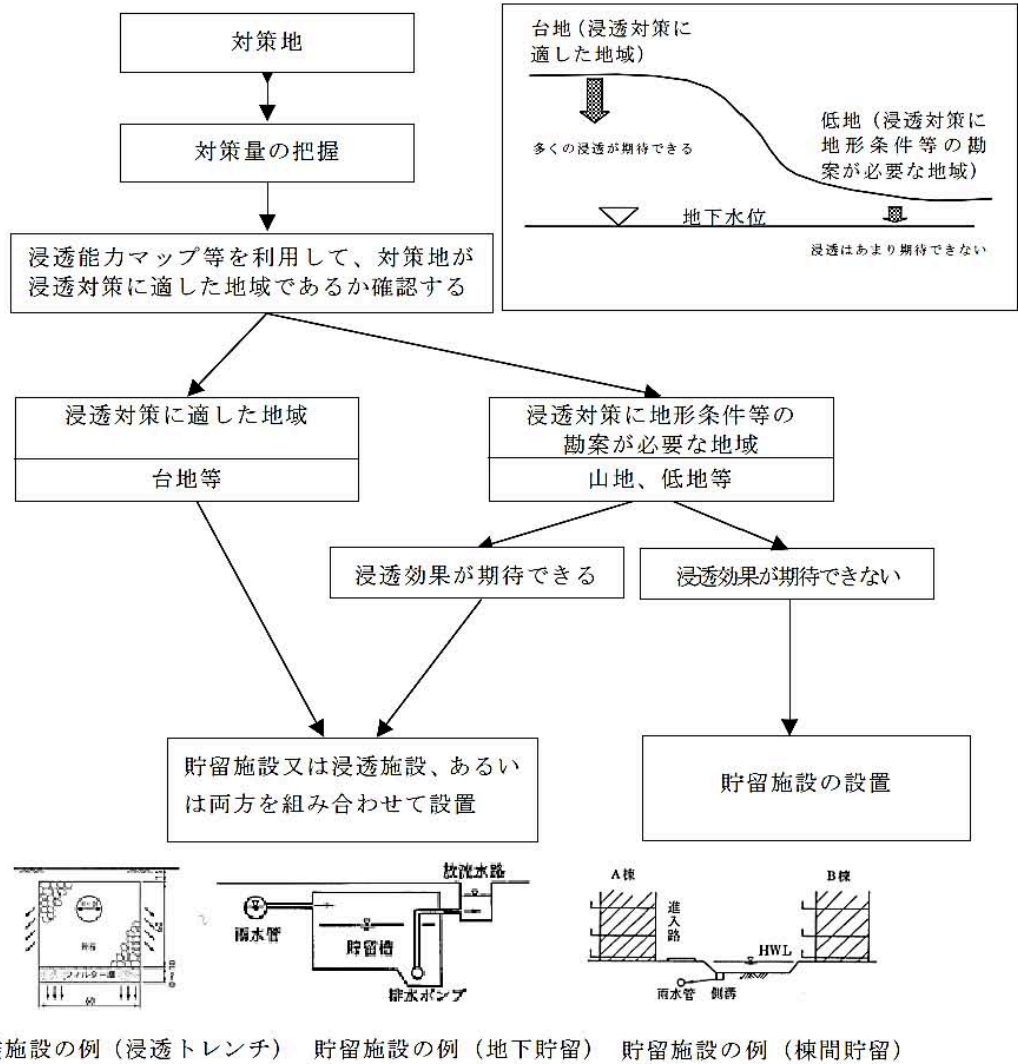 対策地
対策量の把握
浸透能力マップ等を利用して、対策地が
浸透対策に適した地域であるか確認する
台地（浸透対策に
適した地域）
多くの浸透が期待できる
低地（浸透対策に
地形条件等の勘
案が必要な地域）
地下水位
浸透はあまり期待できない
浸透対策に適した地域
台地等
浸透対策に地形条件等の
勘案が必要な地域
山地、低地等
浸透効果が期待できる
浸透効果が期待できない
貯留施設又は浸透施設、あるい
は両方を組み合わせて設置
貯留施設の設置
フィルター層
60
放流水路
雨水管
貯留槽
排水ポンプ
A棟
B棟
進入路
HWL
雨水管
側溝
施設の例（浸透トレンチ）
貯留施設の例（地下貯留）
貯留施設の例（棟間貯留）